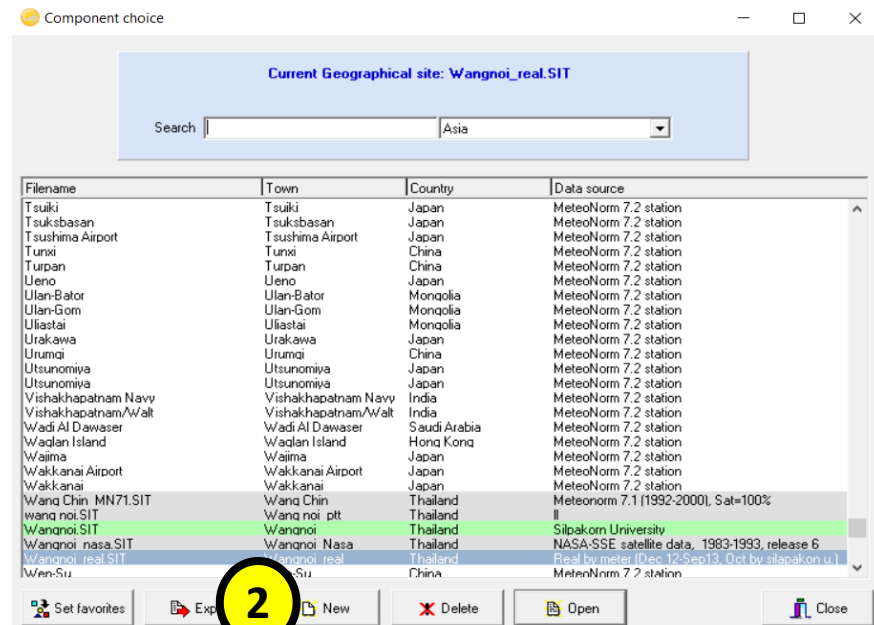 Component choice
Current Geographical site: Wangnoi_real.SIT
Search Asia
Filename Town Country Data source
Tsuiki Tsuiki Japan MeteoNorm 7.2 station
Tsuksbasan Tsuksbasan Japan MeteoNorm 7.2 station
Tsushima Airport Tsushima Airport Japan MeteoNorm 7.2 station
Tunxi Tunxi China MeteoNorm 7.2 station
Turpan Turpan China MeteoNorm 7.2 station
Ueno Ueno Japan MeteoNorm 7.2 station
Ulan-Bator Ulan-Bator Mongolia MeteoNorm 7.2 station
Ulan-Gom Ulan-Gom Mongolia MeteoNorm 7.2 station
Uliastai Uliastai Mongolia MeteoNorm 7.2 station
Urakawa Urakawa Japan MeteoNorm 7.2 station
Urumqi Urumqi China MeteoNorm 7.2 station
Utsunomiya Utsunomiya Japan MeteoNorm 7.2 station
Utsunomiya Utsunomiya Japan MeteoNorm 7.2 station
Vishakhapatnam Navy Vishakhapatnam Navy India MeteoNorm 7.2 station
Vishakhapatnam/Walt Vishakhapatnam/Walt India MeteoNorm 7.2 station
Wadi Al Dawaser Wadi Al Dawaser Saudi Arabia MeteoNorm 7.2 station
Waglan Island Waglan Island Hong Kong MeteoNorm 7.2 station
Wajima Wajima Japan MeteoNorm 7.2 station
Wakkanai Airport Wakkanai Airport Japan MeteoNorm 7.2 station
Wakkanai Wakkanai Japan MeteoNorm 7.2 station
Wang Chin_MN71.SIT Wang Chin Thailand Meteonorm 7.1 (1992-2000), Sat=100%
wang noi.SIT Wang noi_ptt Thailand ll
Wangnoi.SIT Wangnoi Thailand Silpakorn University
Wangnoi_nasa.SIT Wangnoi_Nasa Thailand NASA-SSE satellite data, 1983-1993, release 6
Wangnoi_real.SIT Wangnoi_real Thailand Real by meter (Dec 12-Sep13, Oct by silapakon u.)
Wen-Su -Su China MeteoNorm 7.2 station
Set favorites Exp 2 New Delete Open Close